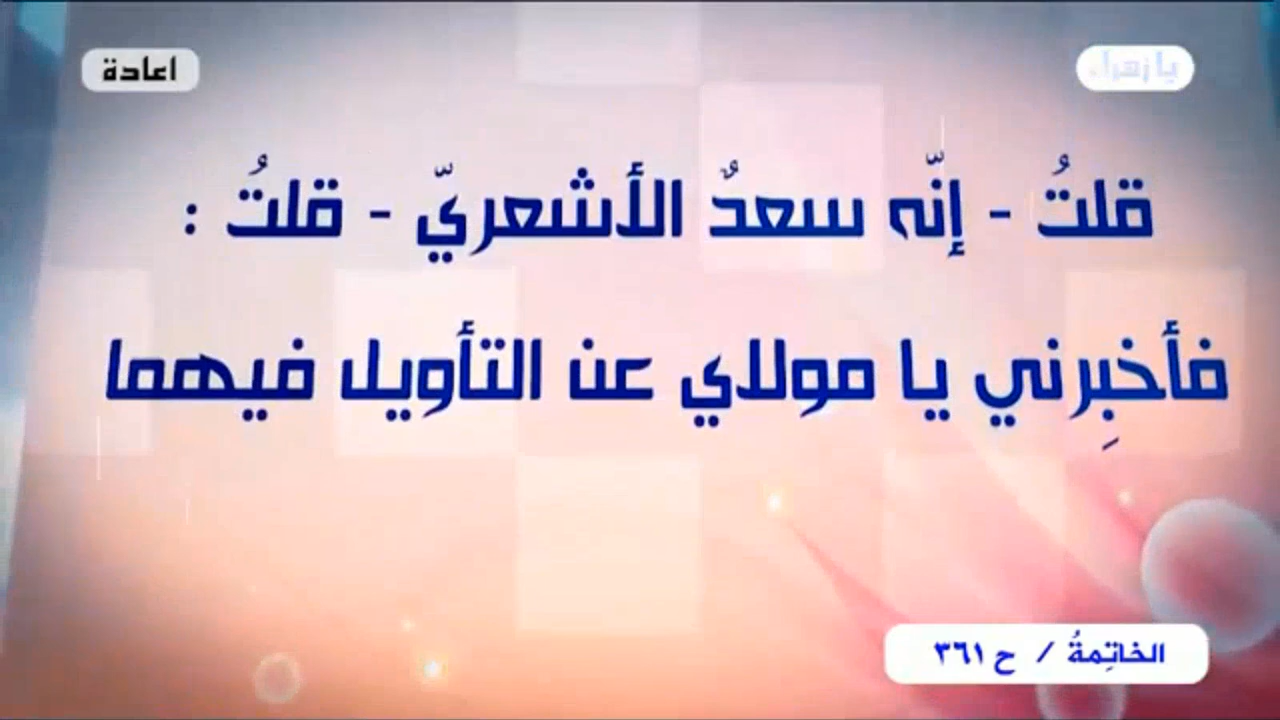 يا زهراء
اعادة
قلتُ - إنّه سعدٌ الأشعريّ - قلتُ :
فأخبِرني يا مولاي عن التأويل فيهما
الخاتِمةُ / ح ٣٦١